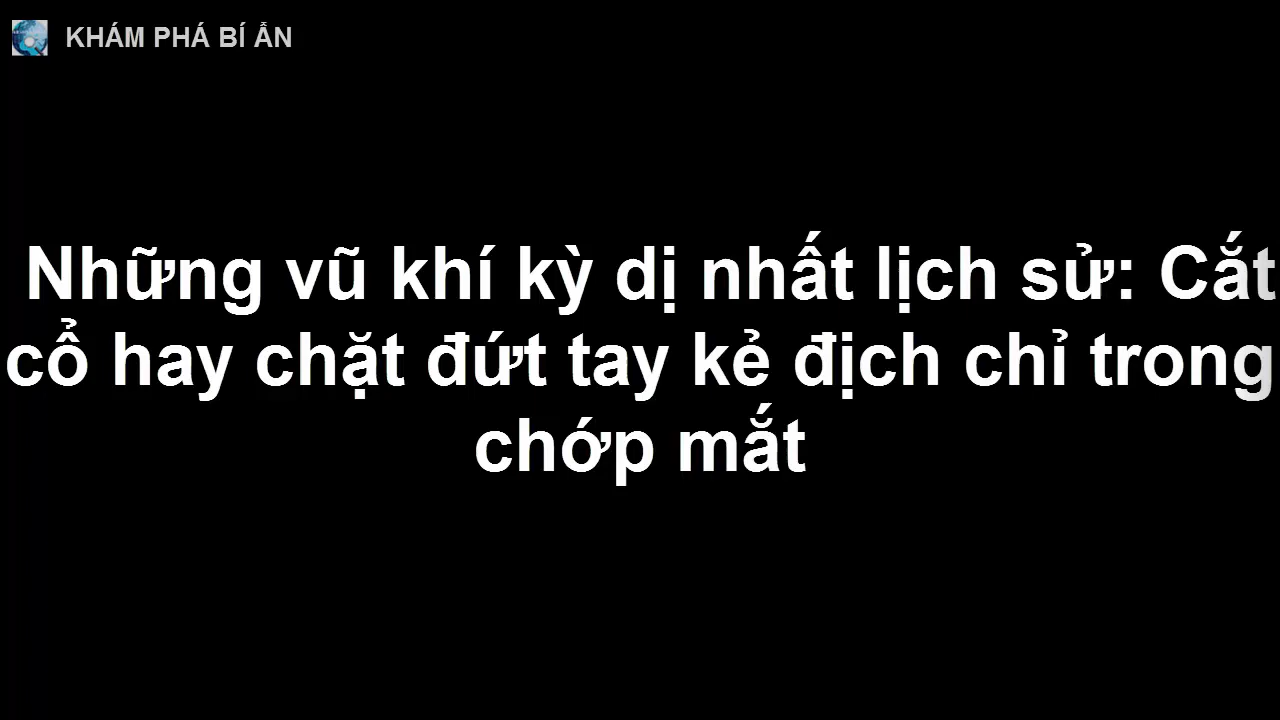 KHÁM PHÁ BÍ ẨN
Những vũ khí kỳ dị nhất lịch sử: Cắt
cổ hay chặt đứt tay kẻ địch chỉ trong
chớp mắt